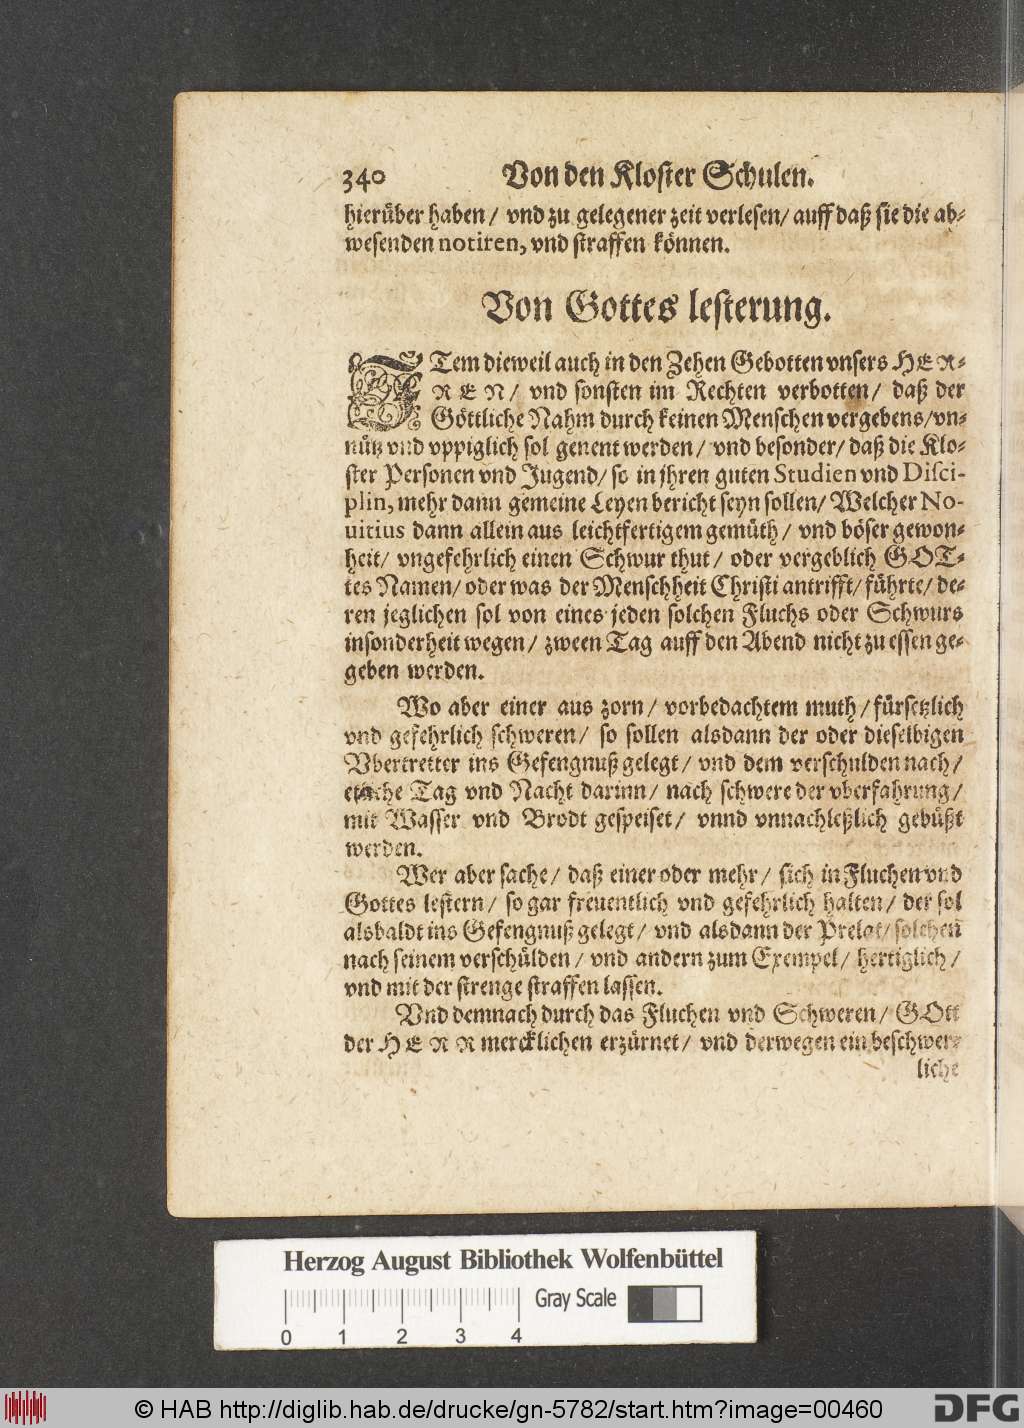 340 Von den Kloster Schulen.
hierüber haben / vnd zu gelegener zeit verlesen / auff daß sie die ab-
wesenden notiren, vnd straffen können.
Von Gottes lesterung.
ITem dieweil auch in den Zehen Gebotten vnsers HER-
REN / vnd sonsten im Rechten verbotten / daß der
Göttliche Nahm durch keinen Menschen vergebens / vn-
nütz vnd vppiglich sol genent werden / vnd besonder / daß die Klo-
ster Personen vnd Jugend / so in jhren guten Studien vnd Disci-
plin, mehr dann gemeine Leyen bericht seyn sollen / Welcher No-
uitius dann allein aus leichtfertigem gemüth / vnd böser gewon-
heit / vngefehrlich einen Schwur thut / oder vergeblich GOT-
tes Namen / oder was der Menschheit Christi antrifft / führte / de-
ren jeglichen sol von eines jeden solchen Fluchs oder Schwurs
insonderheit wegen / zween Tag auff den Abend nicht zu essen ge-
geben werden.
Wo aber einer aus zorn / vorbedachtem muth / fürsetzlich
vnd gefehrlich schweren / so sollen alsdann der oder dieselbigen
Vbertretter ins Gefengnuß gelegt / vnd dem verschulden nach /
etliche Tag vnd Nacht darinn / nach schwere der vberfahrung /
mit Wasser vnd Brodt gespeiset / vnnd vnnachleßlich gebüßt
werden.
Wer aber sache / daß einer oder mehr / sich in Fluchen vnd
Gottes lestern / so gar freuentlich vnd gefehrlich halten / der sol
alsbaldt ins Gefengnuß gelegt / vnd alsdann der Prelat / solchen
nach seinem verschülden / vnd andern zum Exempel / hertiglich /
vnd mit der strenge straffen lassen.
Vnd demnach durch das Fluchen vnd Schweren / GOtt
der HERR mercklichen erzürnet / vnd derwegen ein beschwer-
liche
Herzog August Bibliothek Wolfenbüttel
Gray Scale
0 1 2 3 4
© HAB http://diglib.hab.de/drucke/gn-5782/start.htm?image=00460
DFG